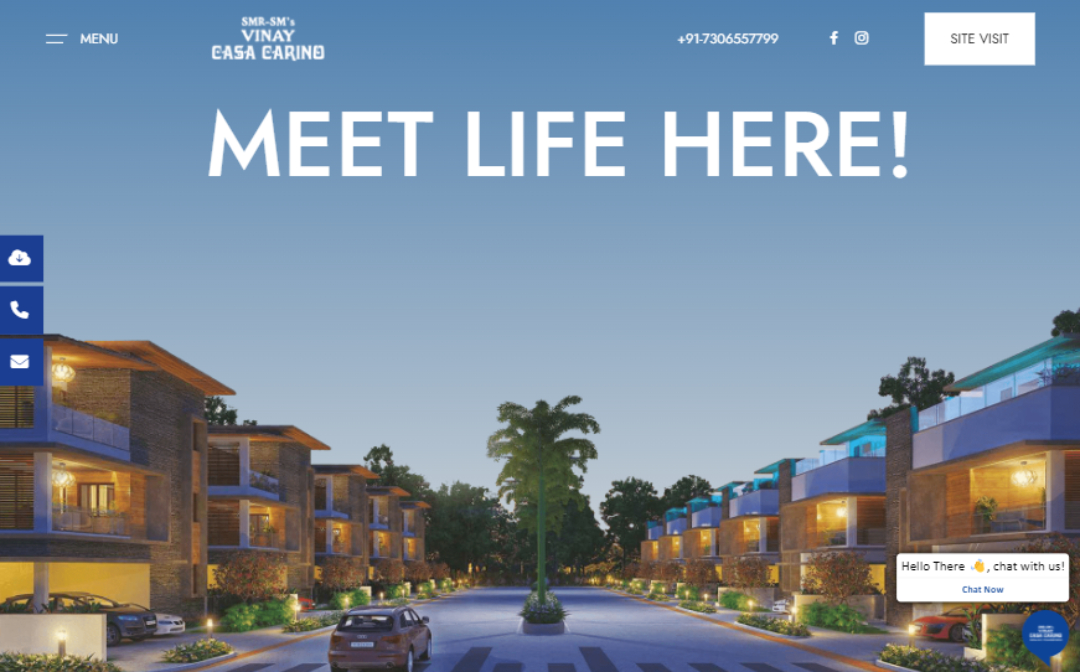 MENU
SMR-SM's
VINAY
CASA CARINO
+91-7306557799
SITE VISIT
MEET LIFE HERE!
Hello There 👋, chat with us!
Chat Now